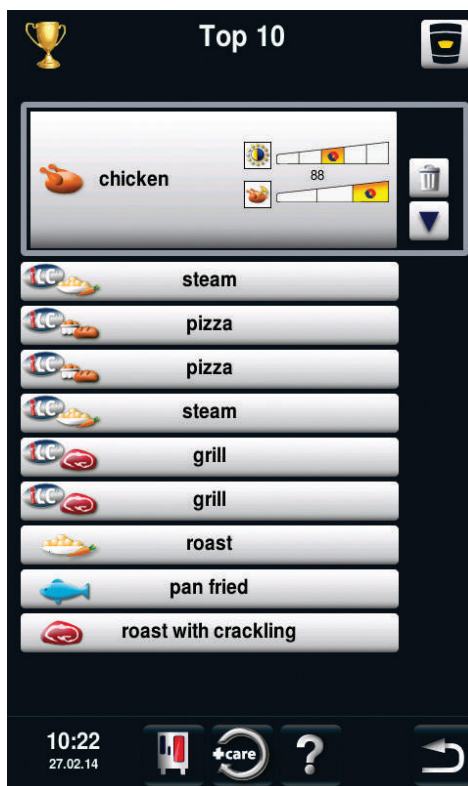 Top 10
chicken
88
steam
pizza
pizza
steam
grill
grill
roast
pan fried
roast with crackling
10:22
27.02.14
+care
?